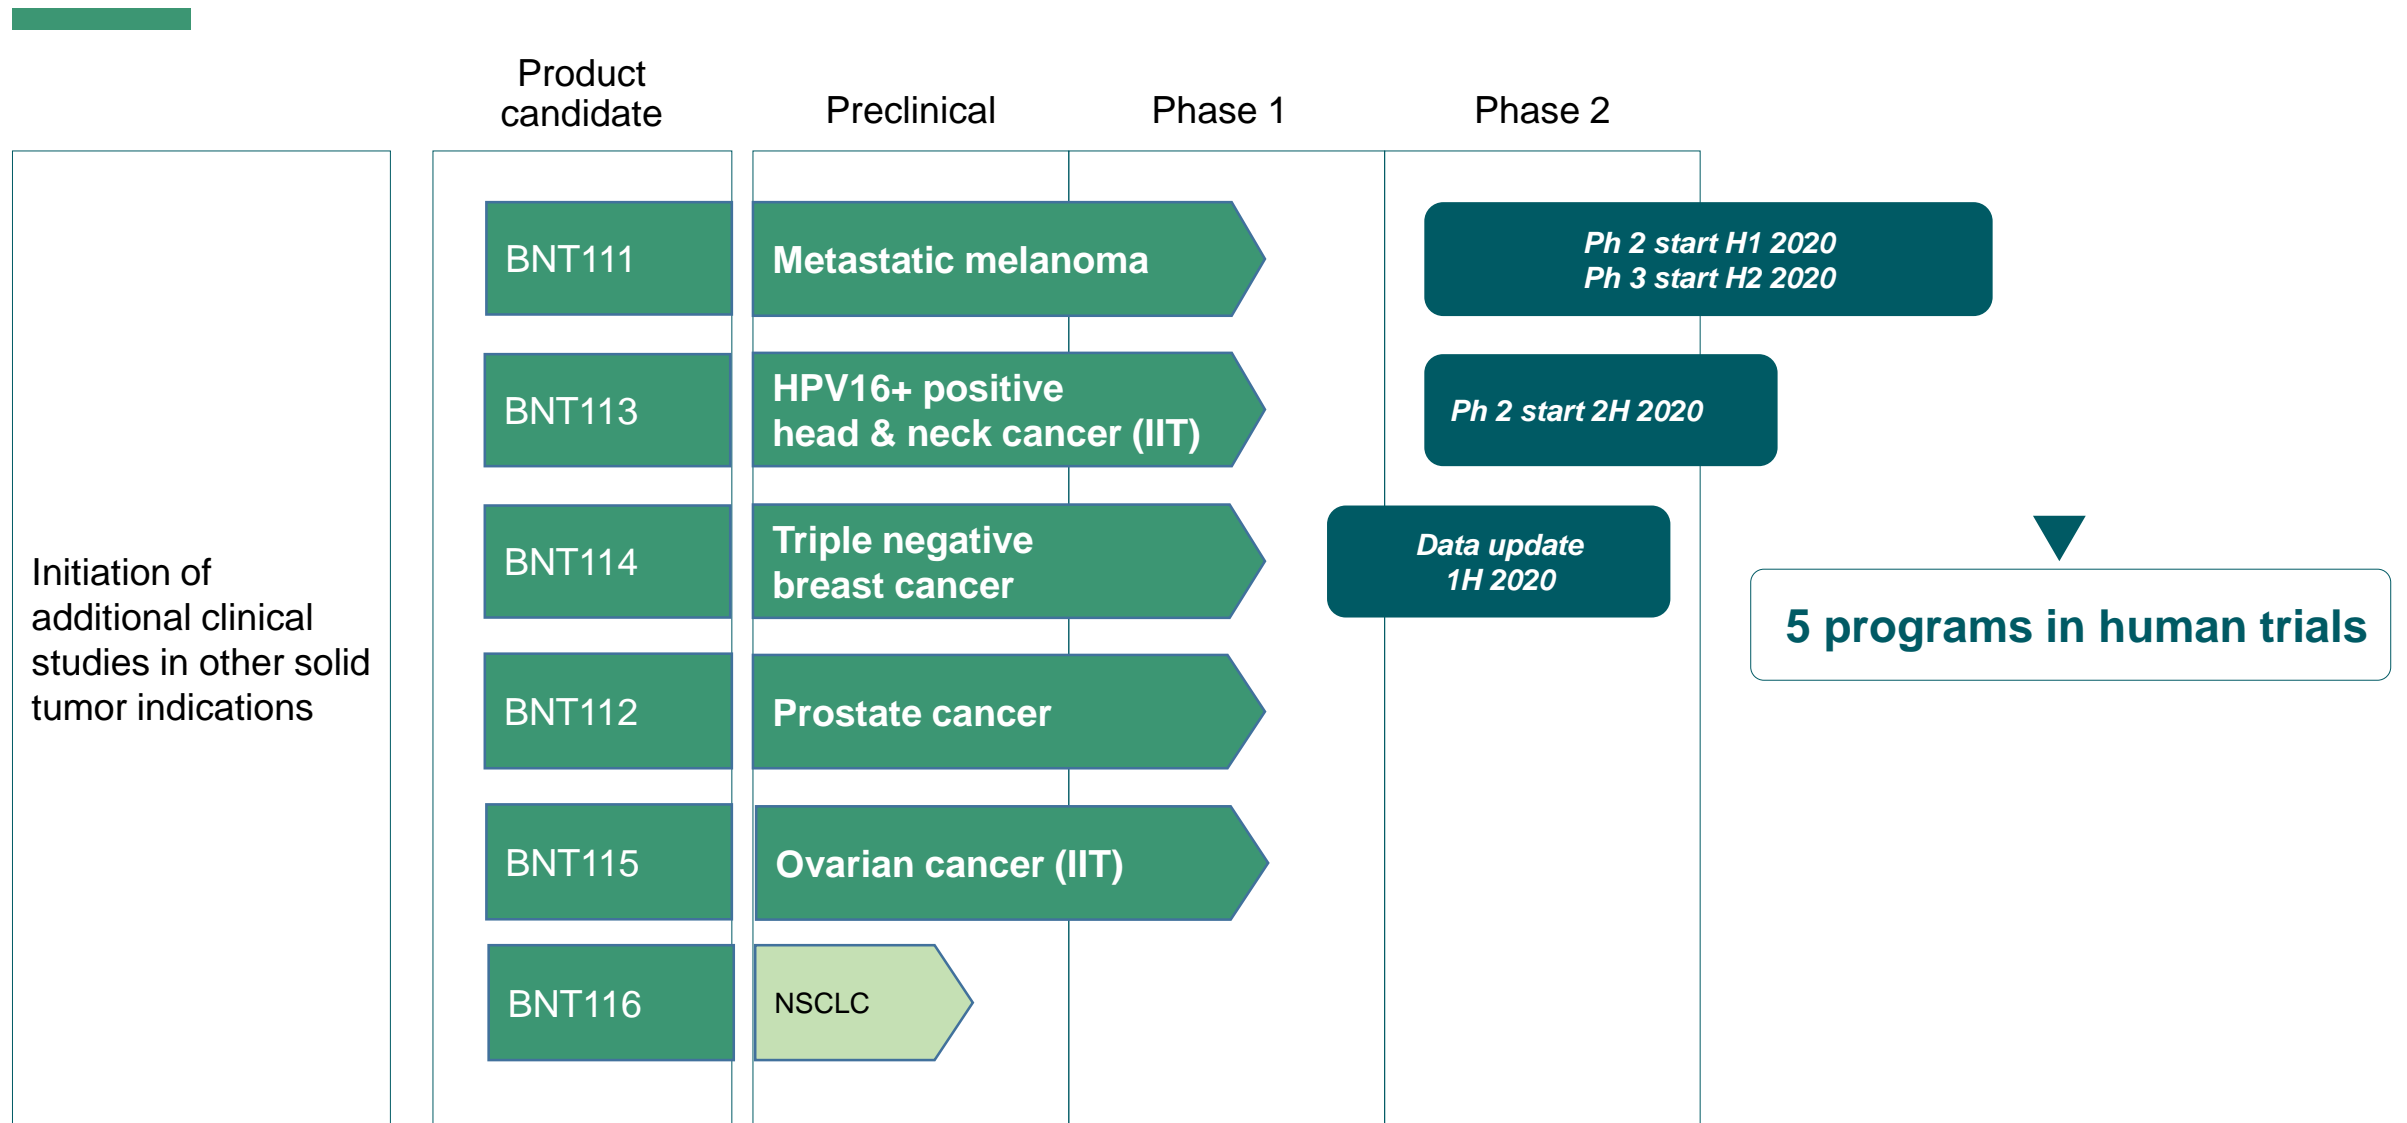 Product
candidate
Preclinical
Phase 1
Phase 2
Initiation of
additional clinical
studies in other solid
tumor indications
BNT111
Metastatic melanoma
Ph 2 start H1 2020
Ph 3 start H2 2020
BNT113
HPV16+ positive
head & neck cancer (IIT)
Ph 2 start 2H 2020
BNT114
Triple negative
breast cancer
Data update
1H 2020
5 programs in human trials
BNT112
Prostate cancer
BNT115
Ovarian cancer (IIT)
BNT116
NSCLC